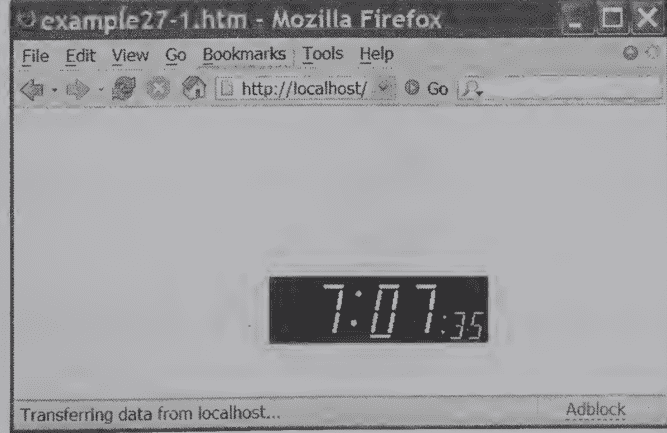 example27-1.htm - Mozilla Firefox
File Edit View Go Bookmarks Tools Help
http://localhost/ Go
7:07:35
Transferring data from localhost... Adblock